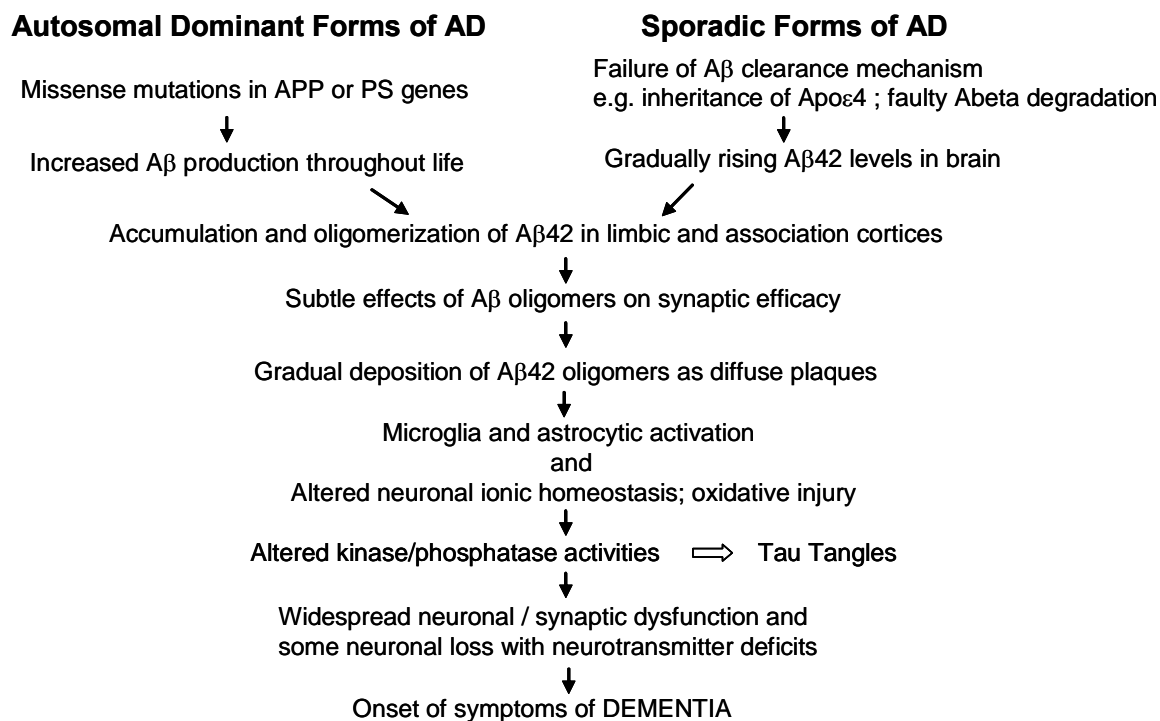 Autosomal Dominant Forms of AD
Sporadic Forms of AD
Missense mutations in APP or PS genes
Failure of Aβ clearance mechanism
e.g. inheritance of Apoε4 ; faulty Abeta degradation
Increased Aβ production throughout life
Gradually rising Aβ42 levels in brain
Accumulation and oligomerization of Aβ42 in limbic and association cortices
Subtle effects of Aβ oligomers on synaptic efficacy
Gradual deposition of Aβ42 oligomers as diffuse plaques
Microglia and astrocytic activation
and
Altered neuronal ionic homeostasis; oxidative injury
Altered kinase/phosphatase activities
Tau Tangles
Widespread neuronal / synaptic dysfunction and
some neuronal loss with neurotransmitter deficits
Onset of symptoms of DEMENTIA